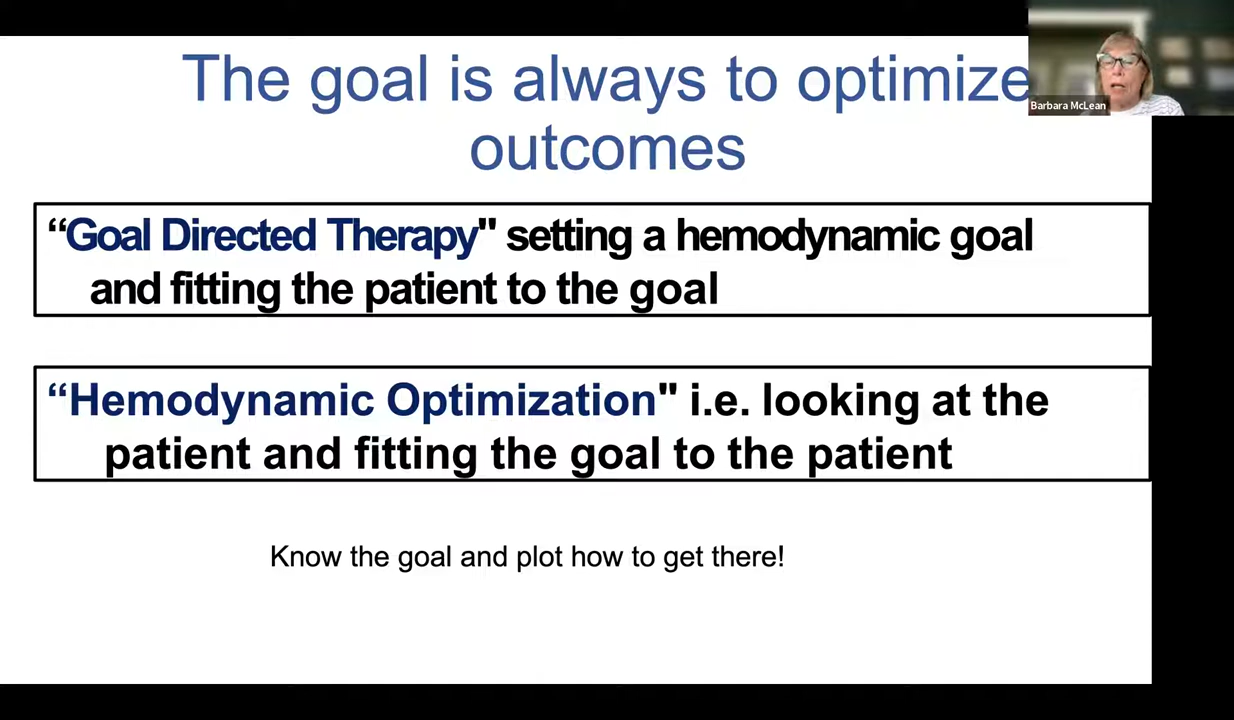 The goal is always to optimize
outcomes
Barbara McLean
“Goal Directed Therapy" setting a hemodynamic goal
and fitting the patient to the goal
“Hemodynamic Optimization" i.e. looking at the
patient and fitting the goal to the patient
Know the goal and plot how to get there!